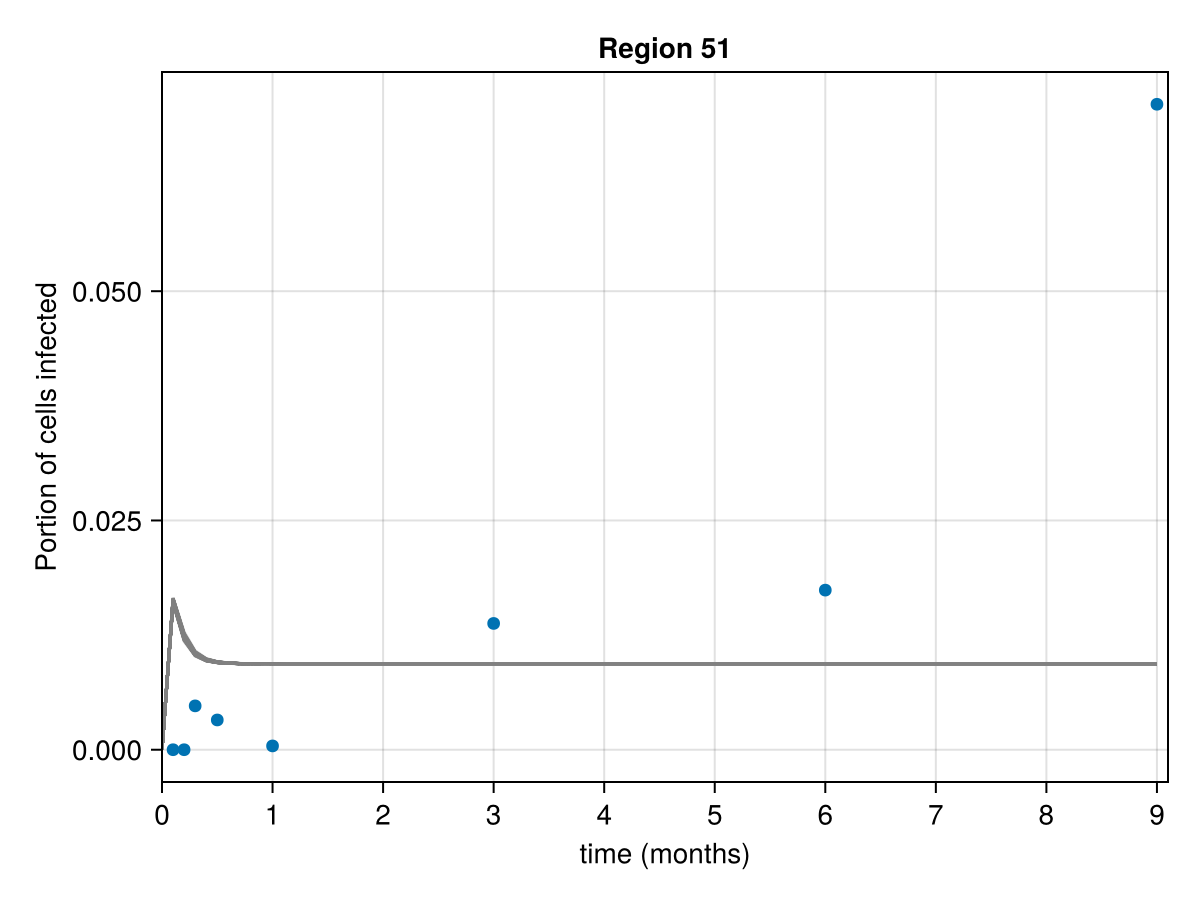 Region 51
Portion of cells infected
0.050
0.025
0.000
0 1 2 3 4 5 6 7 8 9
time (months)